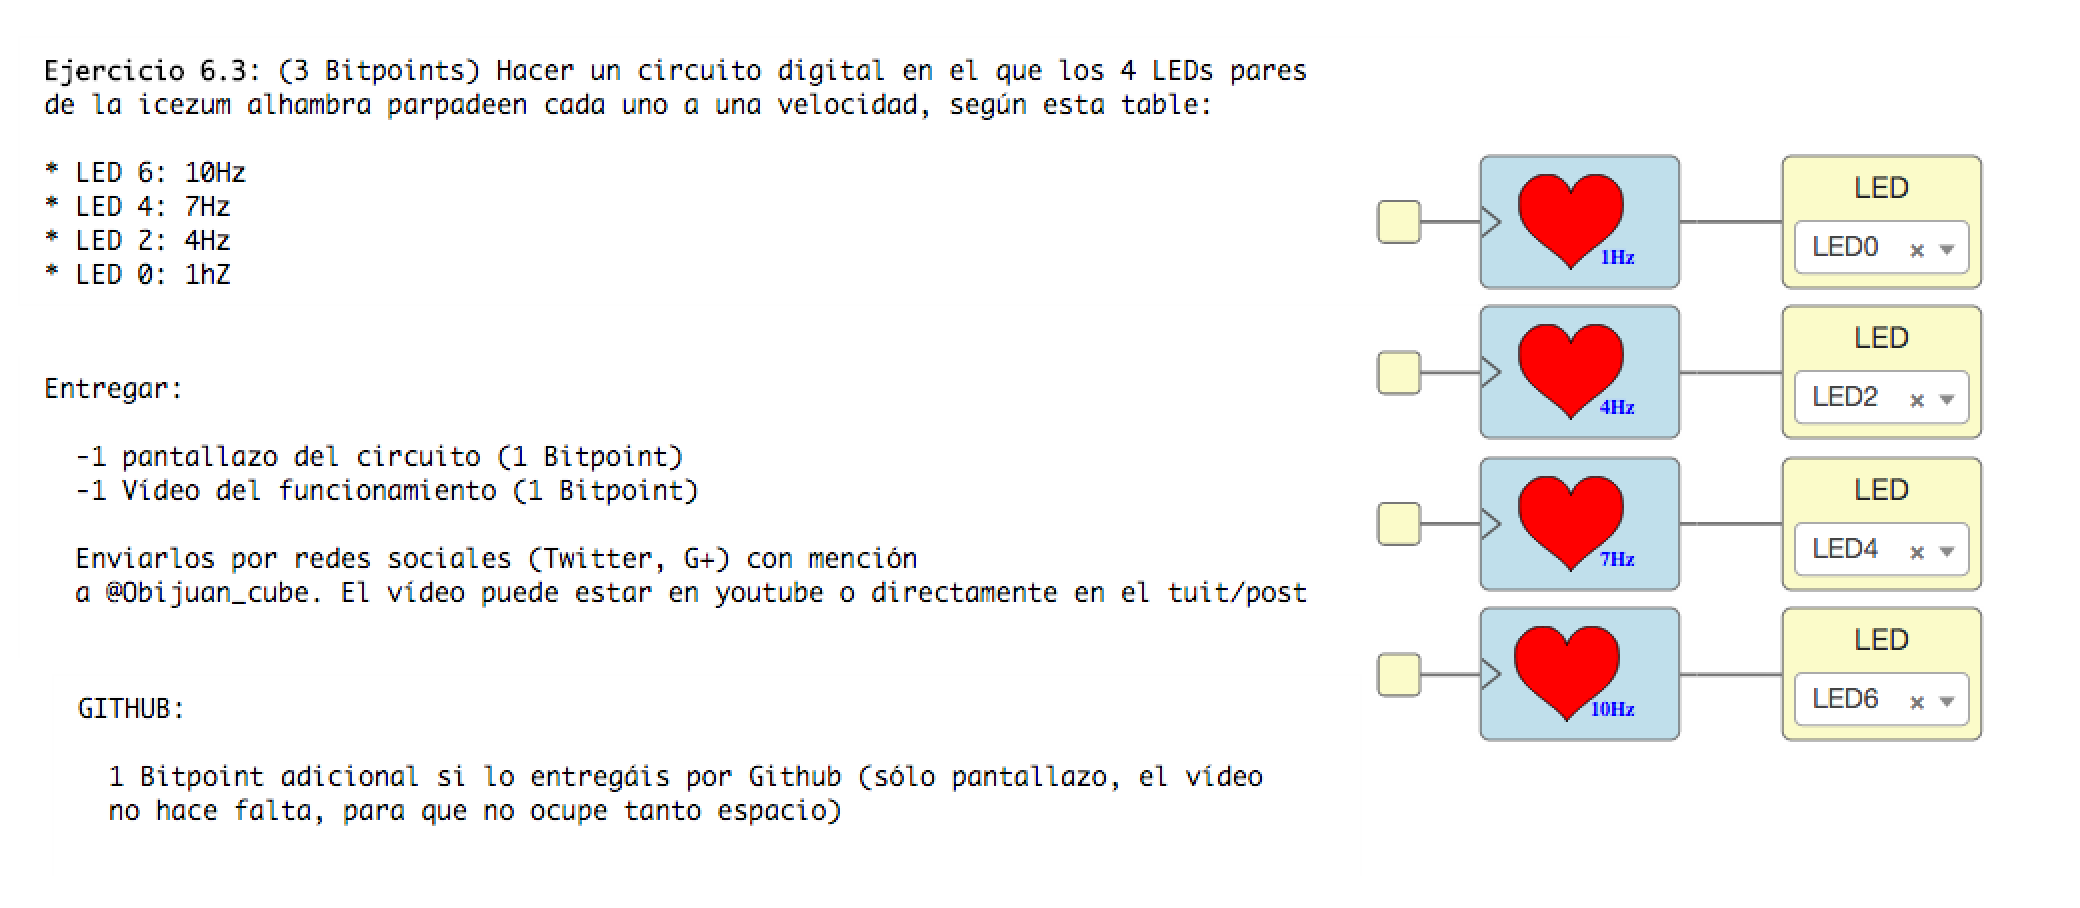 Ejercicio 6.3: (3 Bitpoints) Hacer un circuito digital en el que los 4 LEDs pares
de la icezum alhambra parpadeen cada uno a una velocidad, según esta table:
* LED 6: 10Hz
* LED 4: 7Hz
* LED 2: 4Hz
* LED 0: 1hZ
Entregar:
-1 pantallazo del circuito (1 Bitpoint)
-1 Vídeo del funcionamiento (1 Bitpoint)
Enviarlos por redes sociales (Twitter, G+) con mención
a @Obijuan_cube. El vídeo puede estar en youtube o directamente en el tuit/post
GITHUB:
1 Bitpoint adicional si lo entregáis por Github (sólo pantallazo, el vídeo
no hace falta, para que no ocupe tanto espacio)
1Hz
LED
LED0
4Hz
LED
LED2
7Hz
LED
LED4
10Hz
LED
LED6